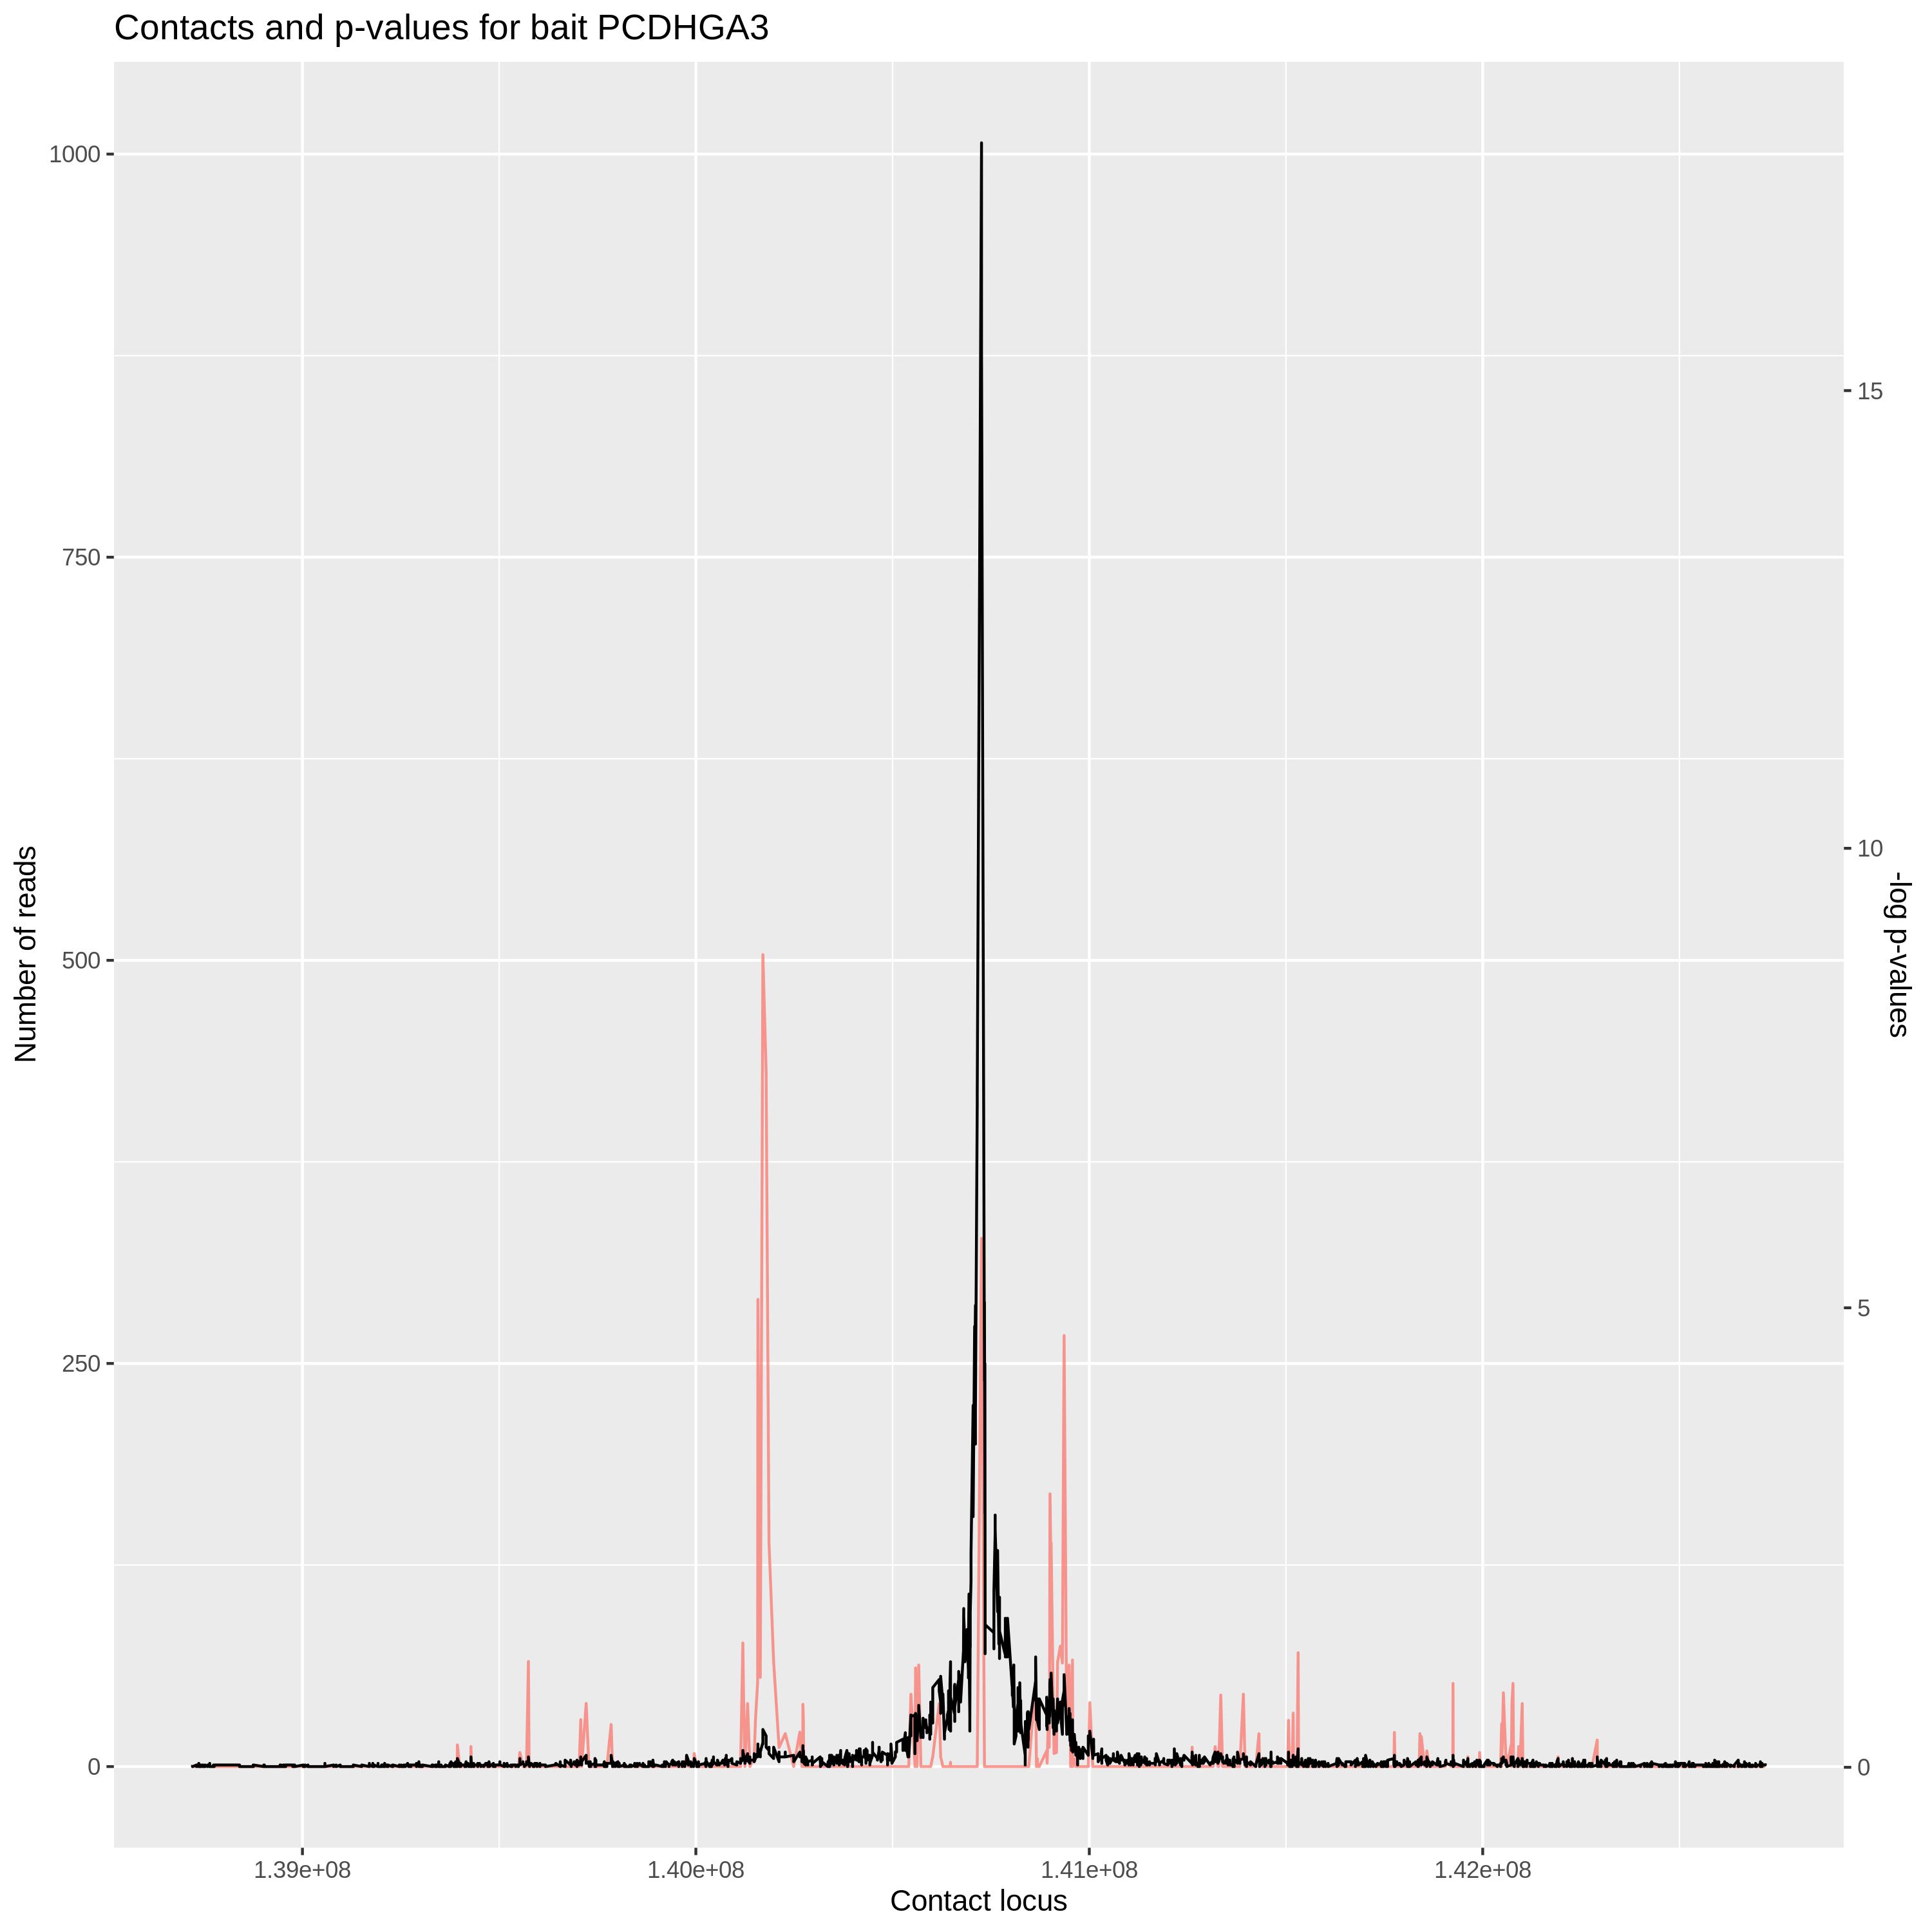 Contacts and p-values for bait PCDHGA3
1000
750
500
250
0
Number of reads
15
10
5
0
-log p-values
1.39e+08
1.40e+08
1.41e+08
1.42e+08
Contact locus